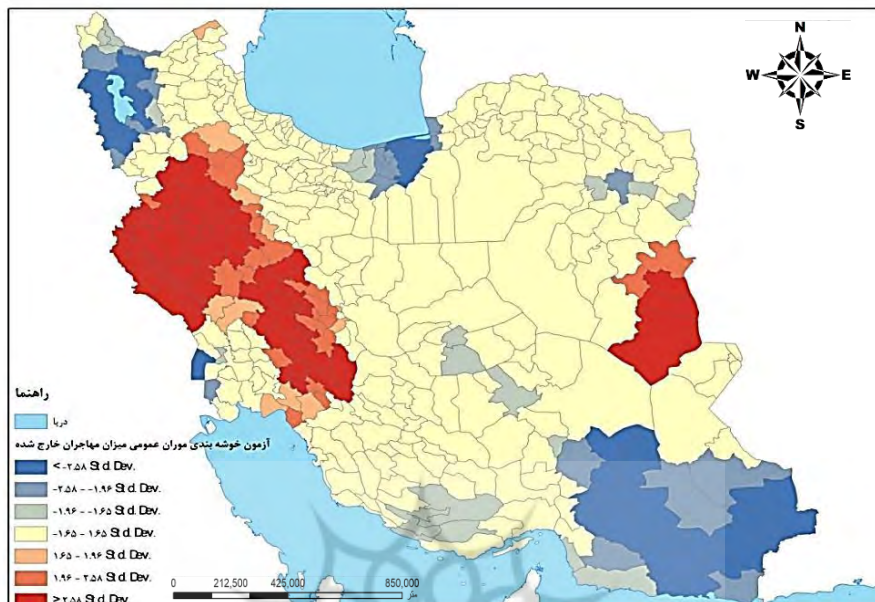 N
W E
S
راهنما
دریا
آزمون خوشه بندی موران عمومی میزان مهاجران خارج شده
< -۲.۵۸ Std. Dev.
-۲.۵۸ - -۱.۹۶ Std. Dev.
-۱.۹۶ - -۱.۶۵ Std. Dev.
-۱.۶۵ - ۱.۶۵ Std. Dev.
۱.۶۵ - ۱.۹۶ Std. Dev.
۱.۹۶ - ۲.۵۸ Std. Dev.
> ۲.۵۸ Std. Dev.
0 212,500 425,000 850,000
متر